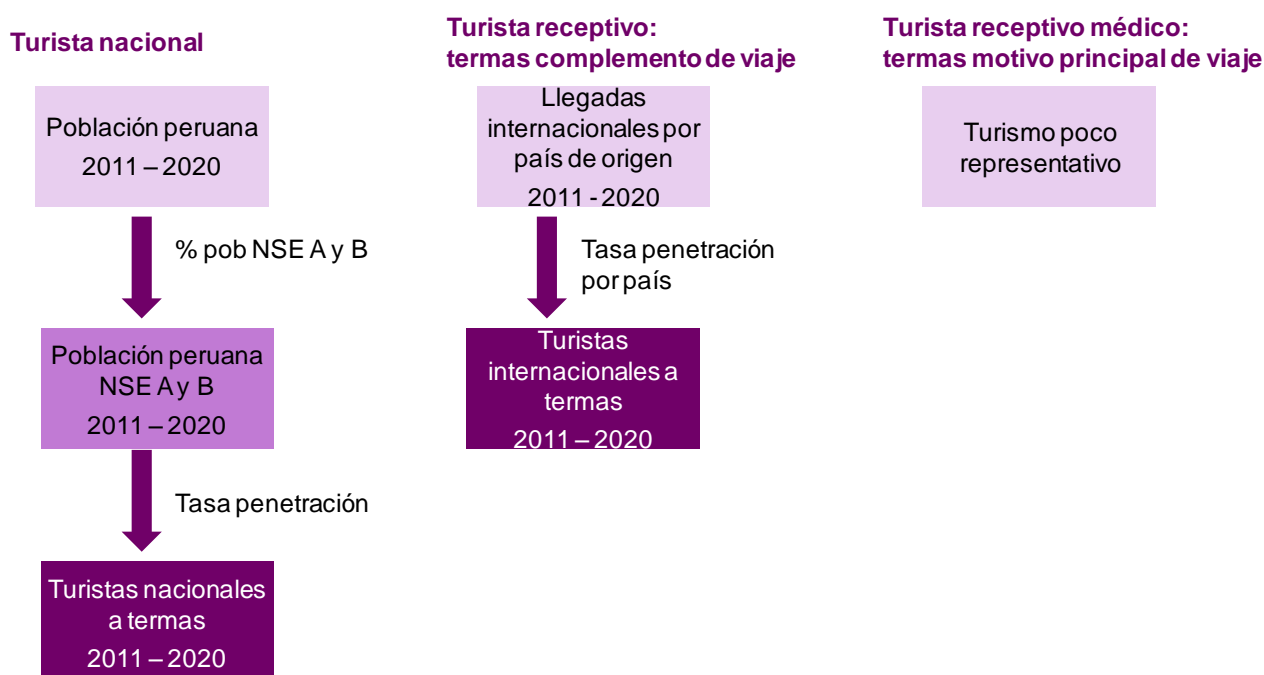 Turista nacional
Población peruana
2011 – 2020
% pob NSE A y B
Población peruana
NSE A y B
2011 – 2020
Tasa penetración
Turistas nacionales
a termas
2011 – 2020
Turista receptivo:
termas complemento de viaje
Llegadas
internacionales por
país de origen
2011 - 2020
Tasa penetración
por país
Turistas
internacionales a
termas
2011 – 2020
Turista receptivo médico:
termas motivo principal de viaje
Turismo poco
representativo